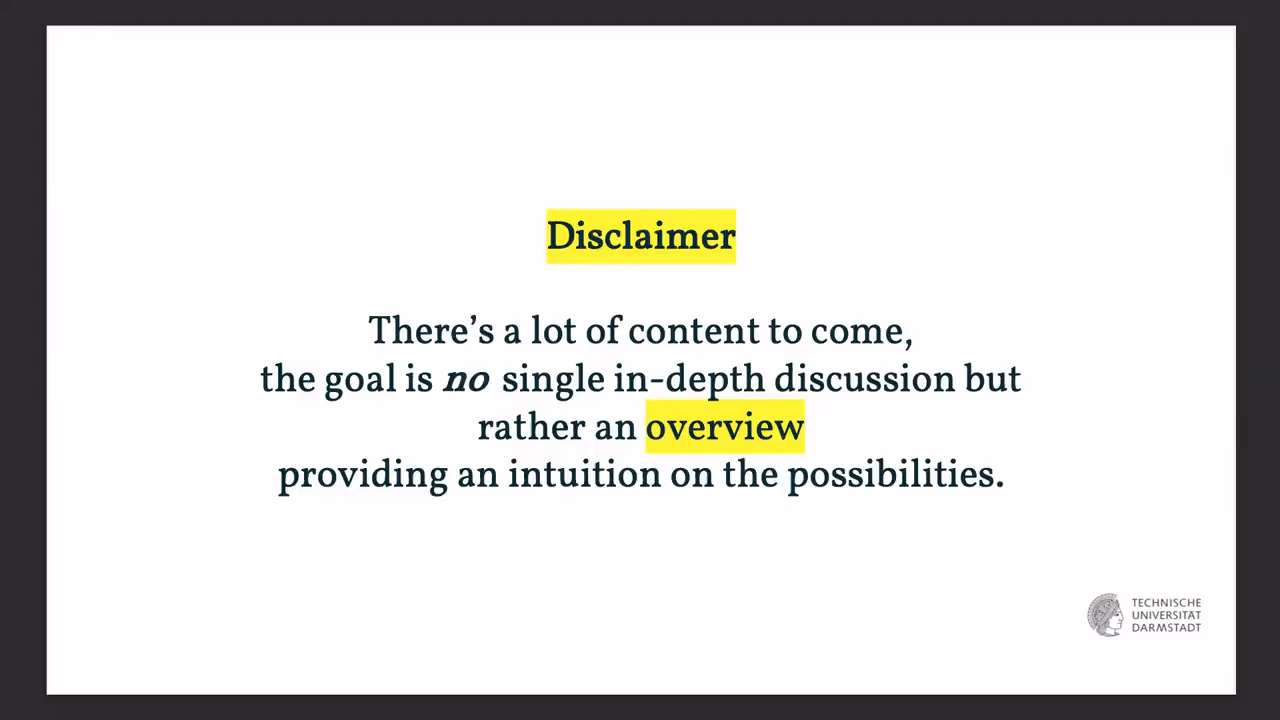 Disclaimer
There's a lot of content to come,
the goal is no single in-depth discussion but
rather an overview
providing an intuition on the possibilities.
TECHNISCHE
UNIVERSITÄT
DARMSTADT